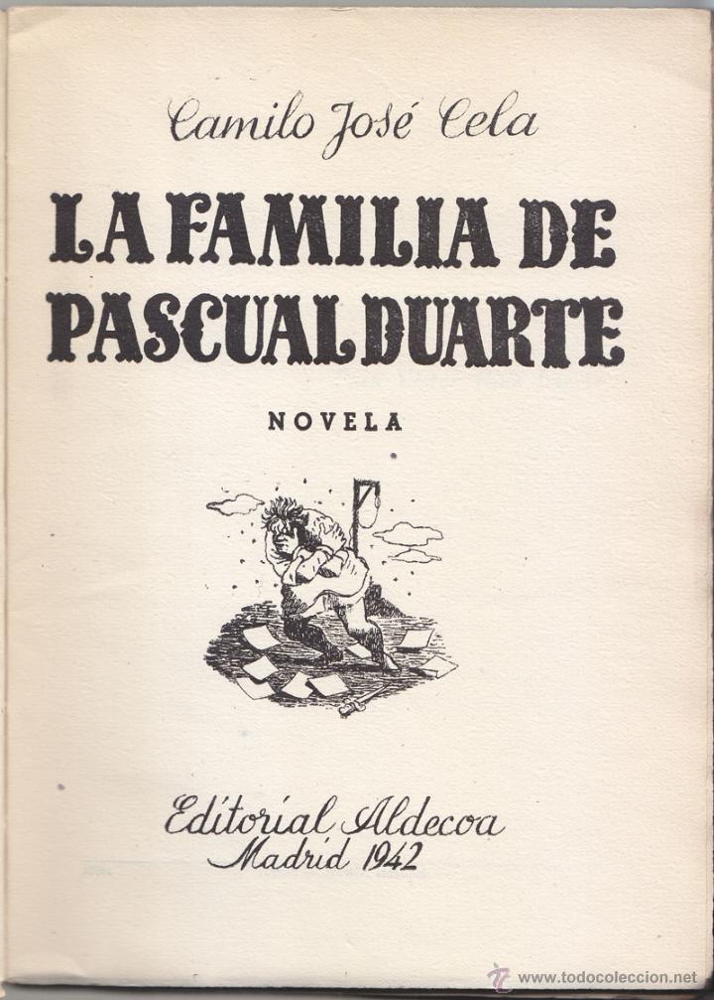 Camilo José Cela
LA FAMILIA DE
PASCUAL DUARTE
NOVELA
Editorial Aldecoa
Madrid 1942
© www.todocoleccion.net